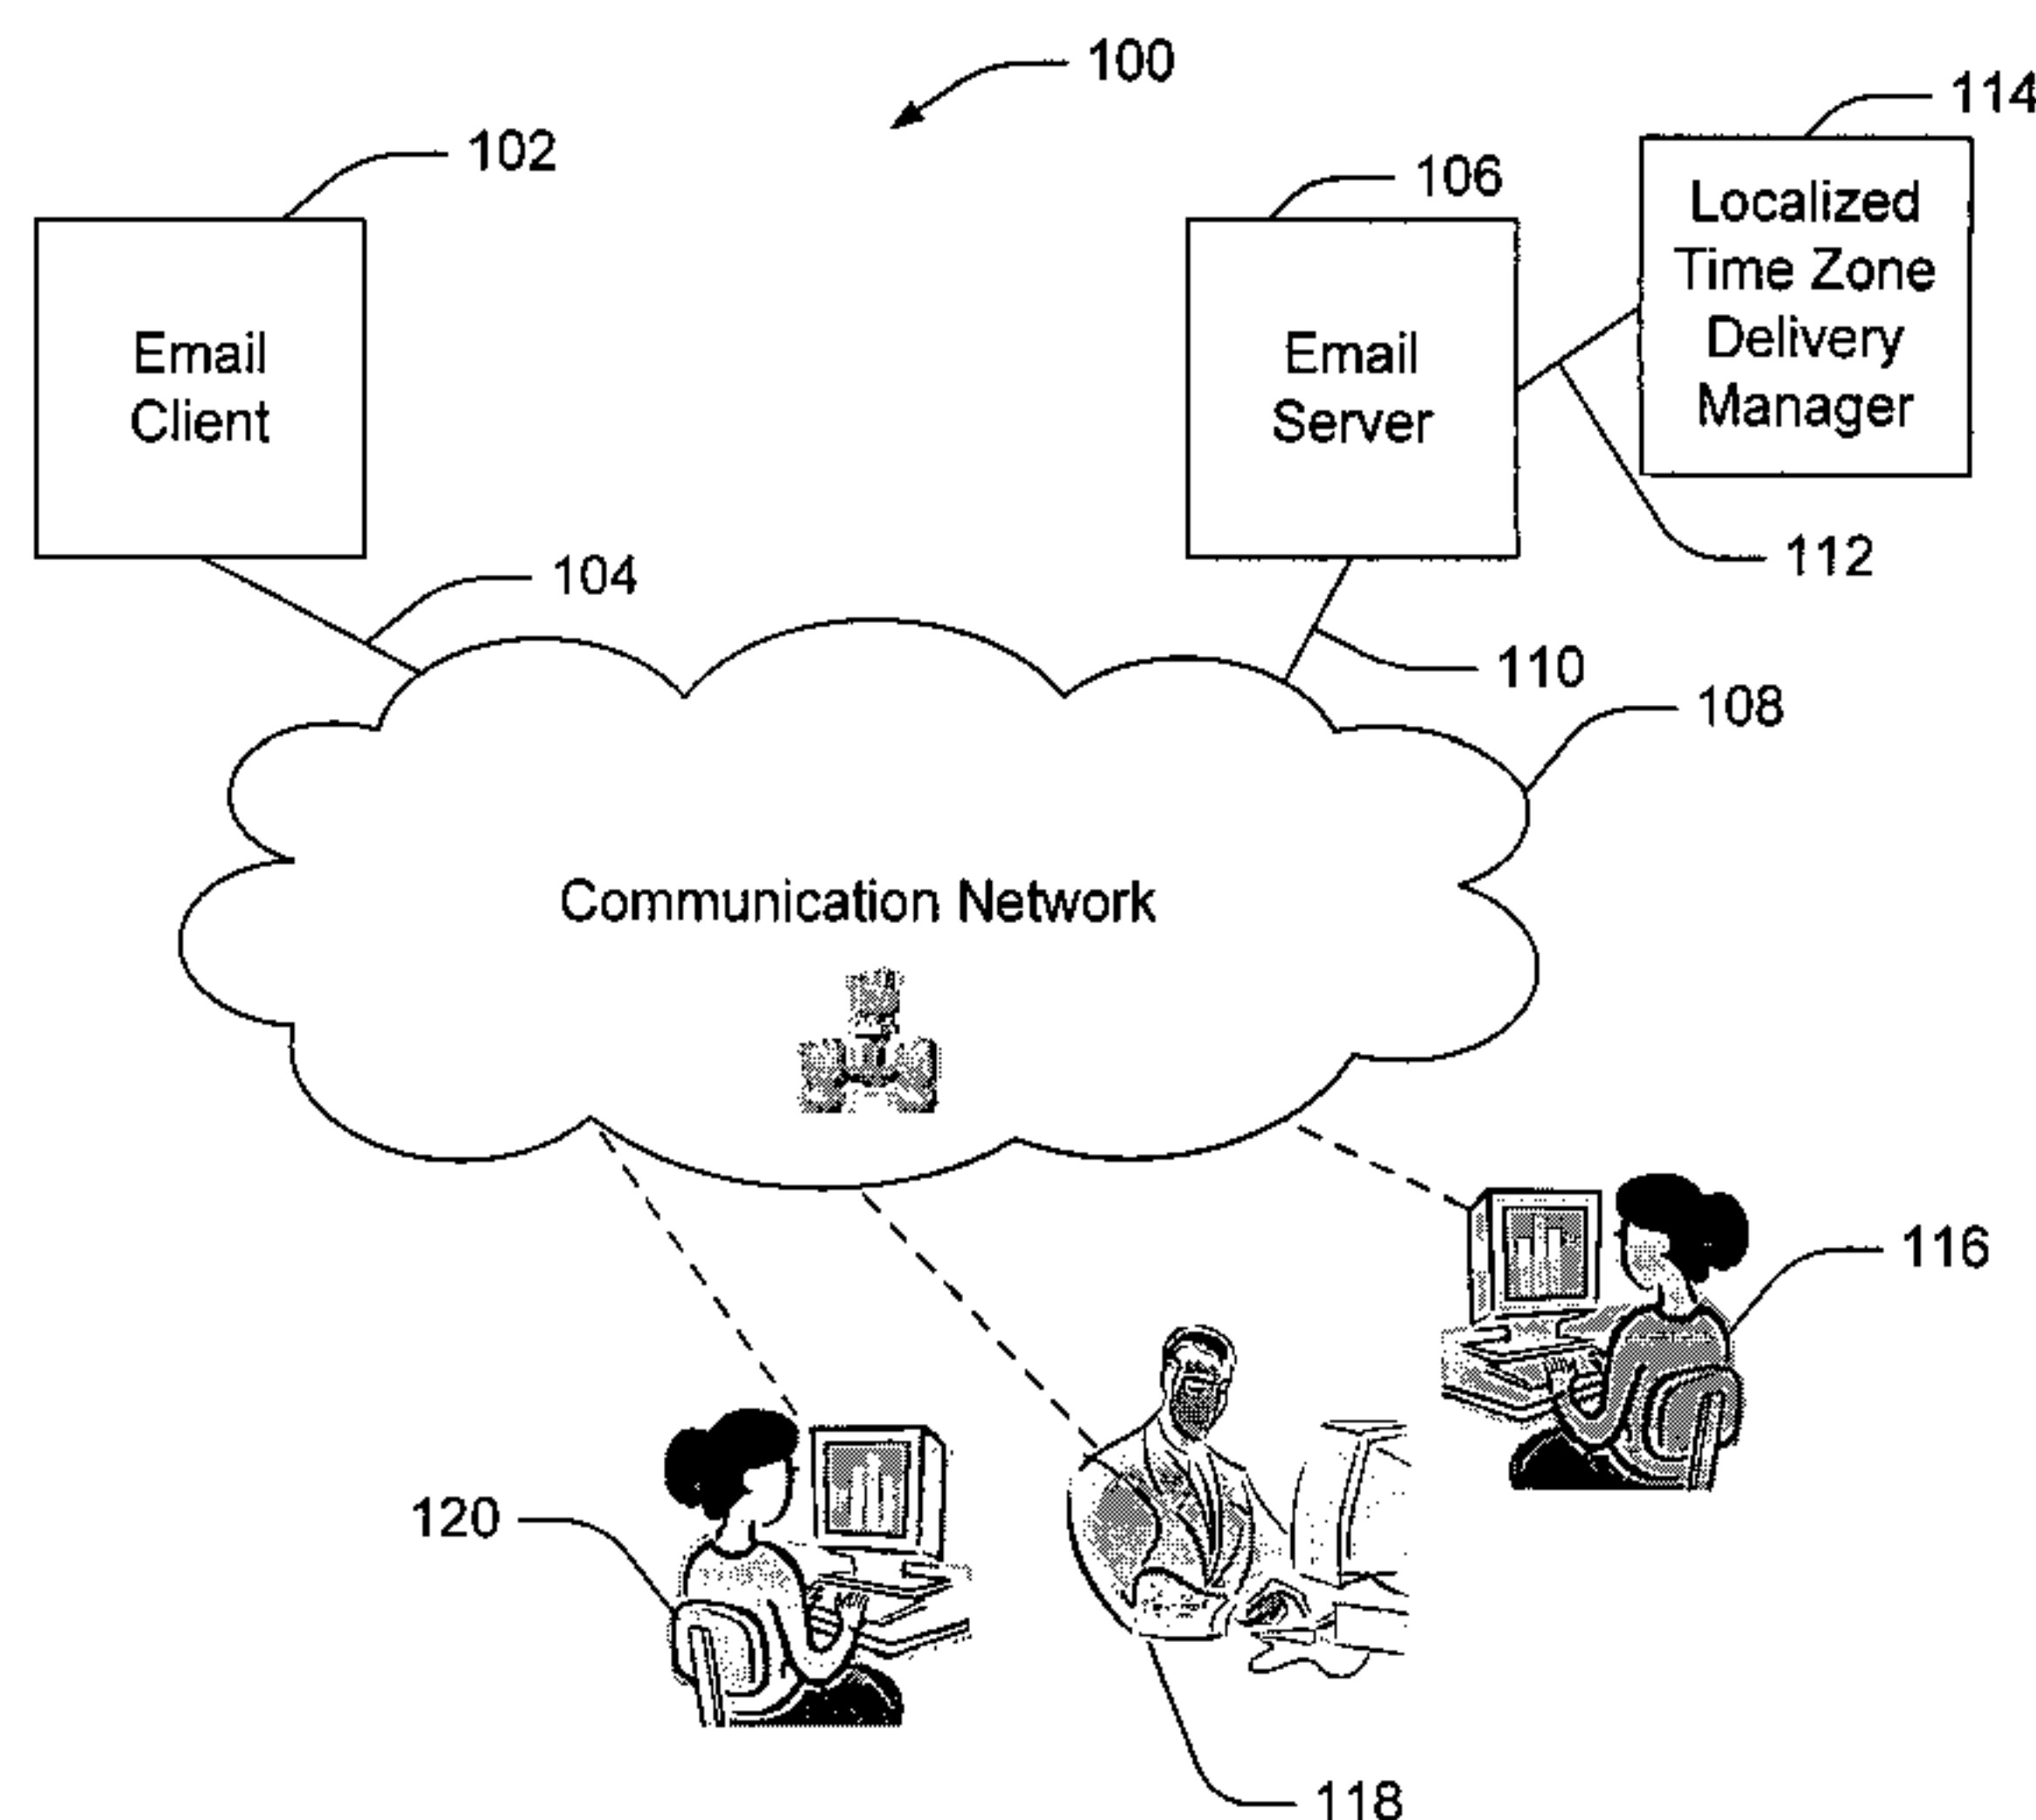 100
102
106
114
Localized
Time Zone
Delivery
Manager
Email
Client
Email
Server
104
112
110
108
Communication Network
116
120
118